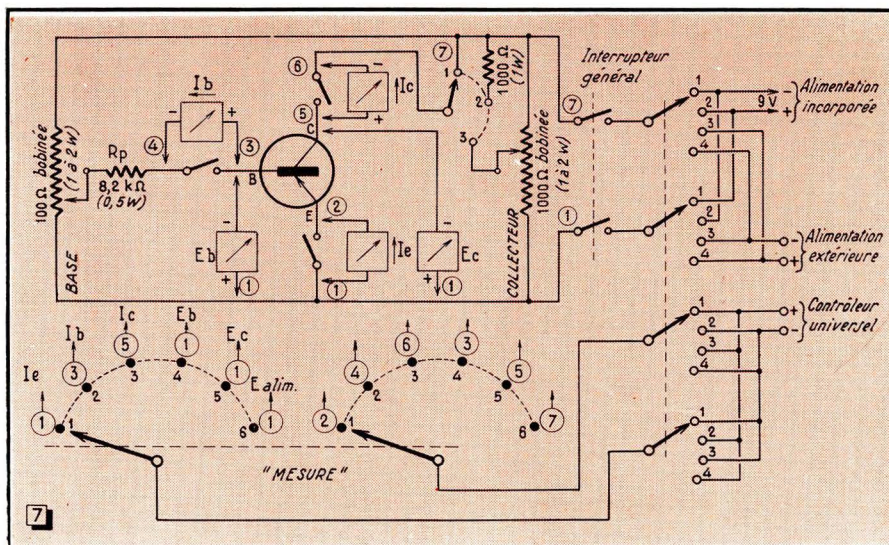 6
7
1
1000 Ω
(1W)
Interrupteur
général
Ib
- Ic +
5
2
3
7
1
2
3
4
9 V
- Alimentation
+ incorporée
100 Ω bobinée
(1 à 2 W)
- +
4
3
Rp
8,2 kΩ
(0,5 W)
B
C
E
2
1000 Ω bobinée
(1 à 2 W)
1
1
2
3
4
- Alimentation
+ extérieure
BASE
- Eb +
1
Ie
1
- Ec +
1
COLLECTEUR
1
2
3
4
+ Contrôleur
- universel
Ie
Ib
Ic
Eb
Ec
E alim.
1
3
5
1
1
1
1
2
3
4
5
6
2
4
6
3
5
7
1
2
3
4
5
6
1
2
3
4
"MESURE"
7